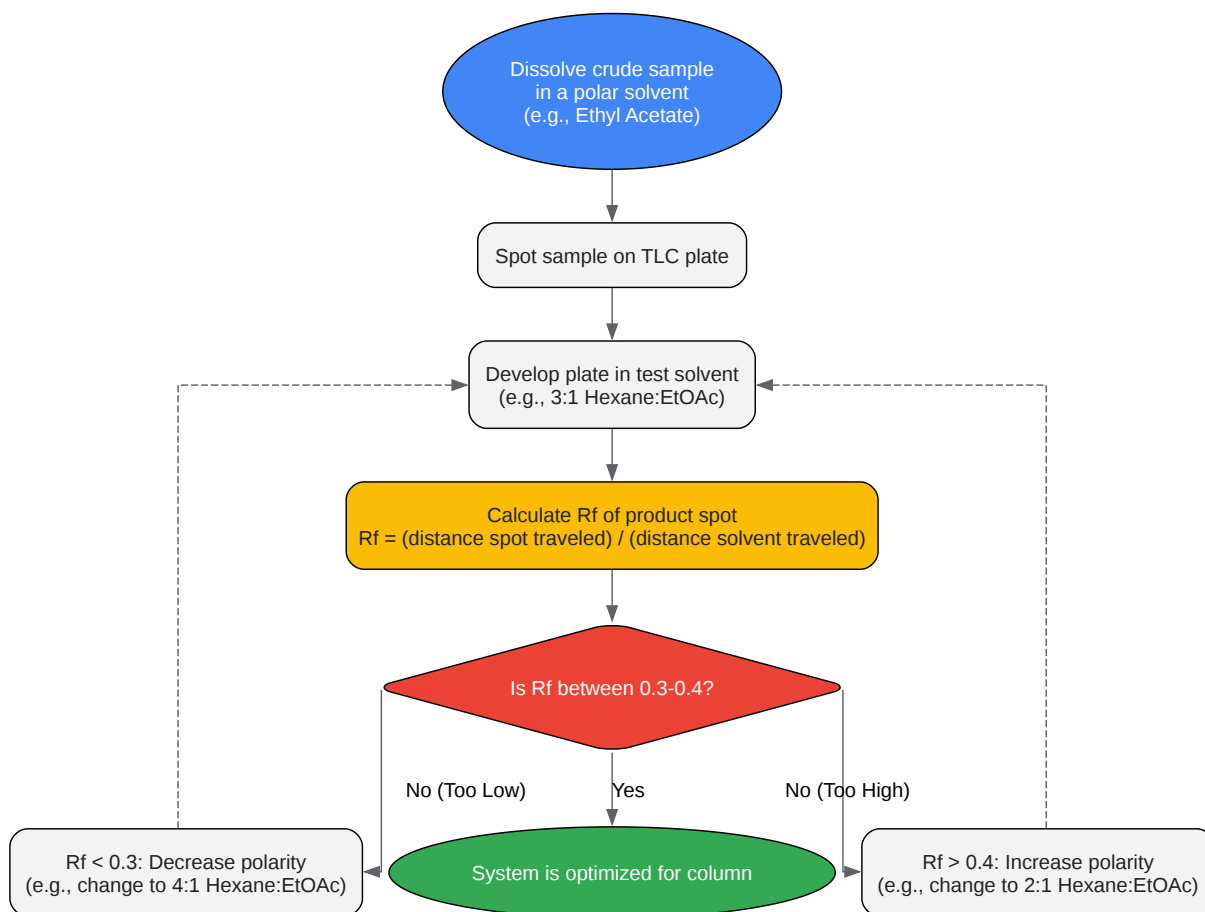 Dissolve crude sample
in a polar solvent
(e.g., Ethyl Acetate)
Spot sample on TLC plate
Develop plate in test solvent
(e.g., 3:1 Hexane:EtOAc)
Calculate Rf of product spot
Rf = (distance spot traveled) / (distance solvent traveled)
Is Rf between 0.3-0.4?
No (Too Low)
Yes
No (Too High)
Rf < 0.3: Decrease polarity
(e.g., change to 4:1 Hexane:EtOAc)
System is optimized for column
Rf > 0.4: Increase polarity
(e.g., change to 2:1 Hexane:EtOAc)